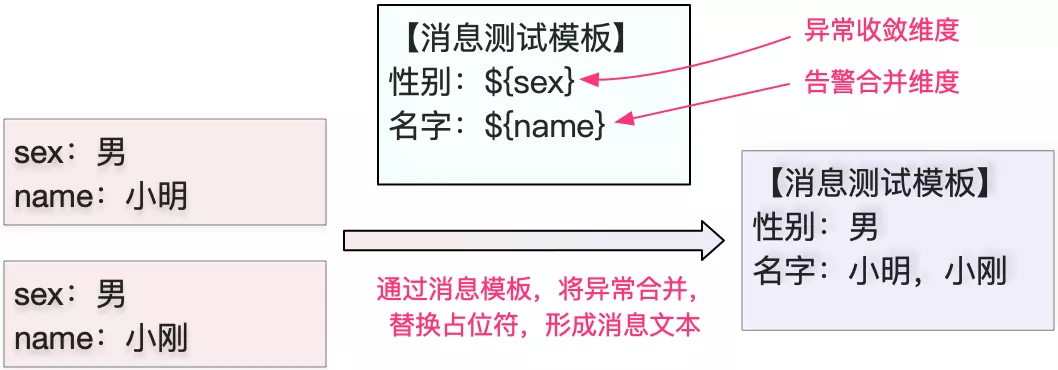 【消息测试模板】
性别：${sex}
名字：${name}
异常收敛维度
告警合并维度
sex：男
name：小明
sex：男
name：小刚
通过消息模板，将异常合并，
替换占位符，形成消息文本
【消息测试模板】
性别：男
名字：小明，小刚